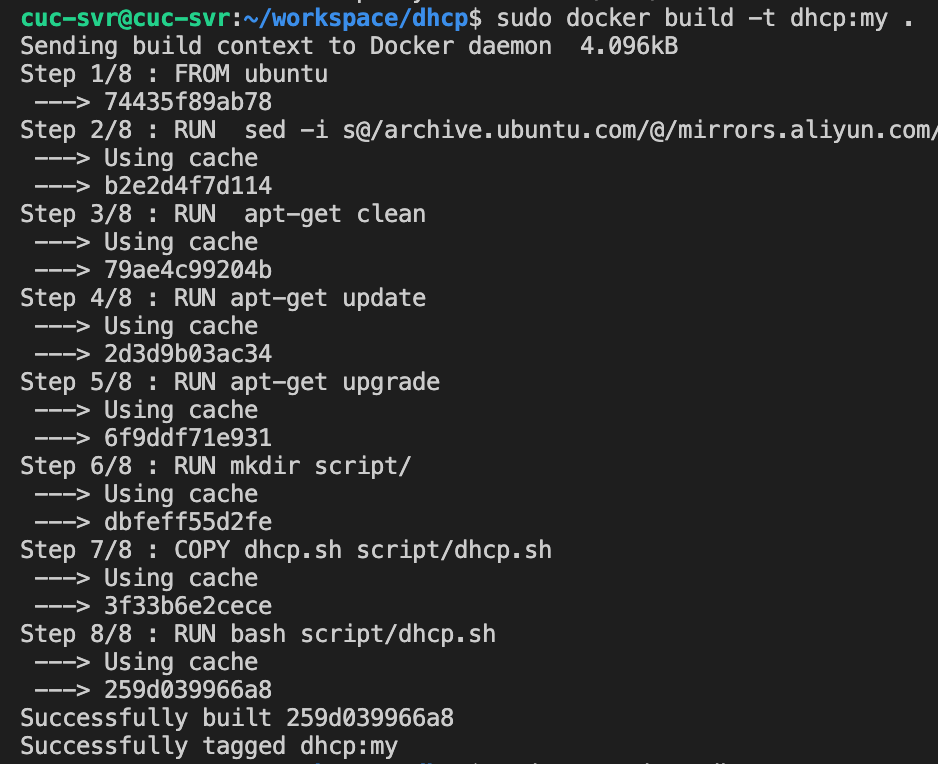 cuc-svr@cuc-svr:~/workspace/dhcp$ sudo docker build -t dhcp:my .
Sending build context to Docker daemon  4.096kB
Step 1/8 : FROM ubuntu
 ---> 74435f89ab78
Step 2/8 : RUN  sed -i s@/archive.ubuntu.com/@/mirrors.aliyun.com/
 ---> Using cache
 ---> b2e2d4f7d114
Step 3/8 : RUN  apt-get clean
 ---> Using cache
 ---> 79ae4c99204b
Step 4/8 : RUN apt-get update
 ---> Using cache
 ---> 2d3d9b03ac34
Step 5/8 : RUN apt-get upgrade
 ---> Using cache
 ---> 6f9ddf71e931
Step 6/8 : RUN mkdir script/
 ---> Using cache
 ---> dbfeff55d2fe
Step 7/8 : COPY dhcp.sh script/dhcp.sh
 ---> Using cache
 ---> 3f33b6e2cece
Step 8/8 : RUN bash script/dhcp.sh
 ---> Using cache
 ---> 259d039966a8
Successfully built 259d039966a8
Successfully tagged dhcp:my